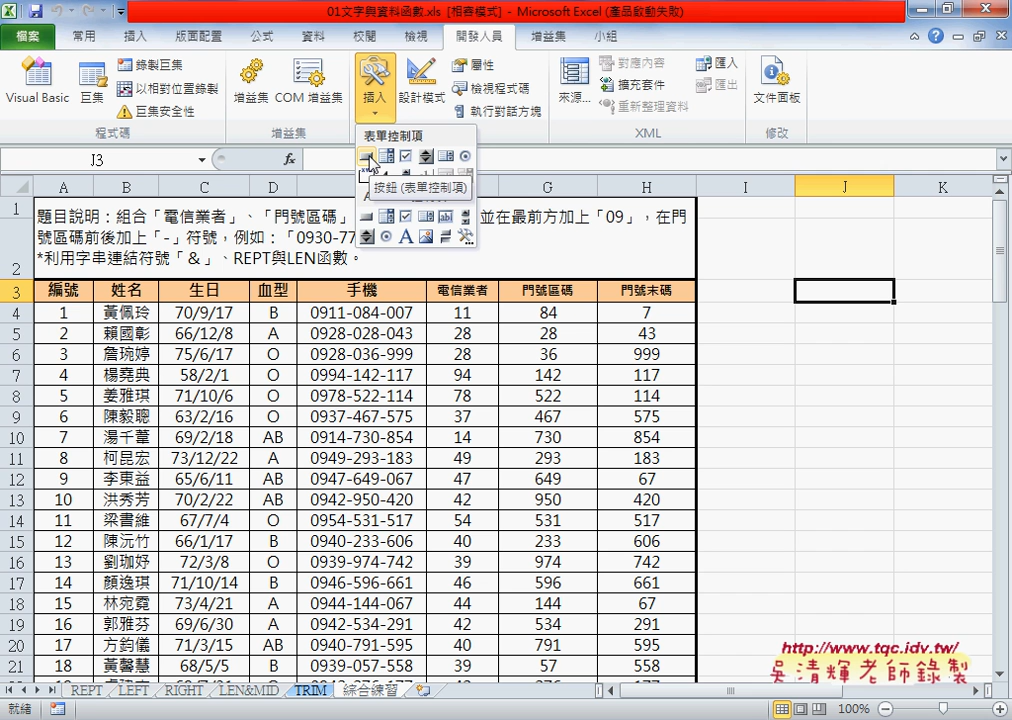 01文字與資料函數.xls [相容模式] - Microsoft Excel (產品啟動失敗)
檔案 常用 插入 版面配置 公式 資料 校閱 檢視 開發人員 增益集 小組
Visual Basic 巨集 錄製巨集 以相對位置錄製 巨集安全性 增益集 COM 增益集 插入 設計模式 屬性 檢視程式碼 執行對話方塊 來源... 對應內容 擴充套件 重新整理資料 匯入 匯出 文件面板
程式碼 增益集 表單控制項 XML 修改
按鈕 (表單控制項)
J3 fx
A B C D G H I J K
1 題目說明：組合「電信業者」、「門號區碼」 並在最前方加上「09」，在門
號區碼前後加上「-」符號，例如：「0930-77
2 *利用字串連結符號「&」、REPT與LEN函數。
3 編號 姓名 生日 血型 手機 電信業者 門號區碼 門號末碼
4 1 黃佩玲 70/9/17 B 0911-084-007 11 84 7
5 2 賴國彰 66/12/8 A 0928-028-043 28 28 43
6 3 詹琬婷 75/6/17 O 0928-036-999 28 36 999
7 4 楊堯典 58/2/1 O 0994-142-117 94 142 117
8 5 姜雅琪 71/10/6 O 0978-522-114 78 522 114
9 6 陳毅聰 63/2/16 O 0937-467-575 37 467 575
10 7 湯千葦 69/2/18 AB 0914-730-854 14 730 854
11 8 柯昆宏 73/12/22 A 0949-293-183 49 293 183
12 9 李東益 65/6/11 AB 0947-649-067 47 649 67
13 10 洪秀芳 70/2/22 AB 0942-950-420 42 950 420
14 11 梁書維 67/7/4 O 0954-531-517 54 531 517
15 12 陳沅竹 66/1/17 B 0940-233-606 40 233 606
16 13 劉珈妤 72/3/8 O 0939-974-742 39 974 742
17 14 顏逸琪 71/10/14 B 0946-596-661 46 596 661
18 15 林宛霓 73/4/21 A 0944-144-067 44 144 67
19 16 郭雅芬 69/6/30 A 0942-534-291 42 534 291
20 17 方鈞儀 71/3/15 AB 0940-791-595 40 791 595
21 18 黃馨慧 68/5/5 B 0939-057-558 39 57 558
http://www.tqc.idv.tw/
吳清輝老師錄製
REPT LEFT RIGHT LEN&MID TRIM 綜合練習
就緒 100%